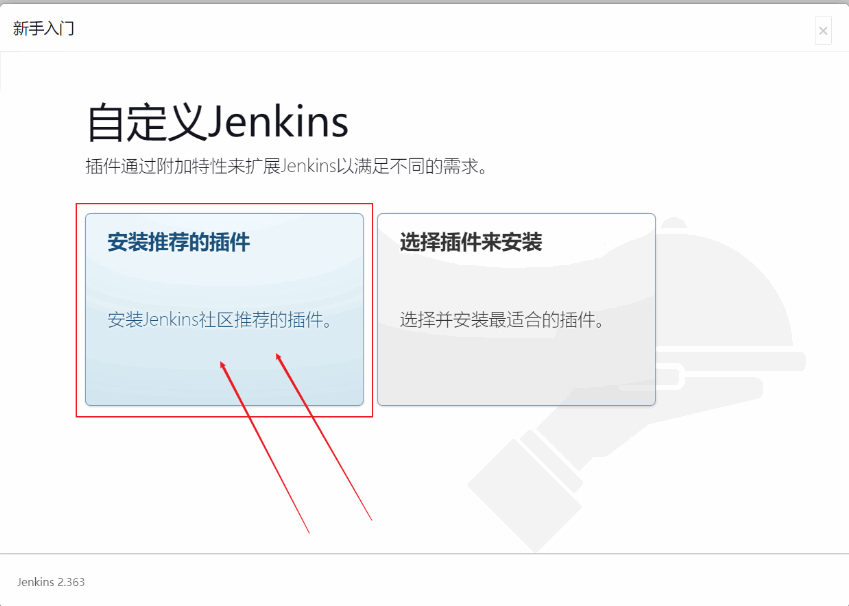 新手入门
×
自定义Jenkins
插件通过附加特性来扩展Jenkins以满足不同的需求。
安装推荐的插件
安装Jenkins社区推荐的插件。
选择插件来安装
选择并安装最适合的插件。
Jenkins 2.363